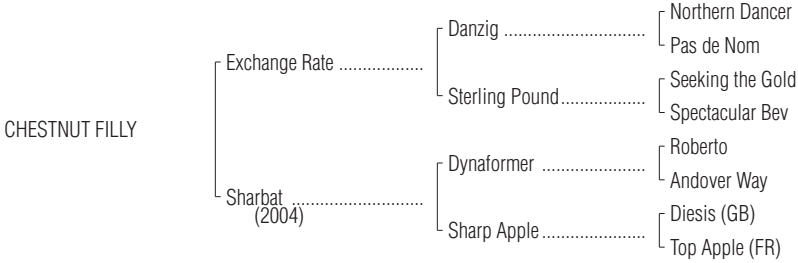 Northern Dancer
Danzig ..............................
Pas de Nom
Exchange Rate ..................
Seeking the Gold
Sterling Pound..................
Spectacular Bev
CHESTNUT FILLY
Roberto
Dynaformer ......................
Andover Way
Sharbat ............................
(2004)
Diesis (GB)
Sharp Apple......................
Top Apple (FR)